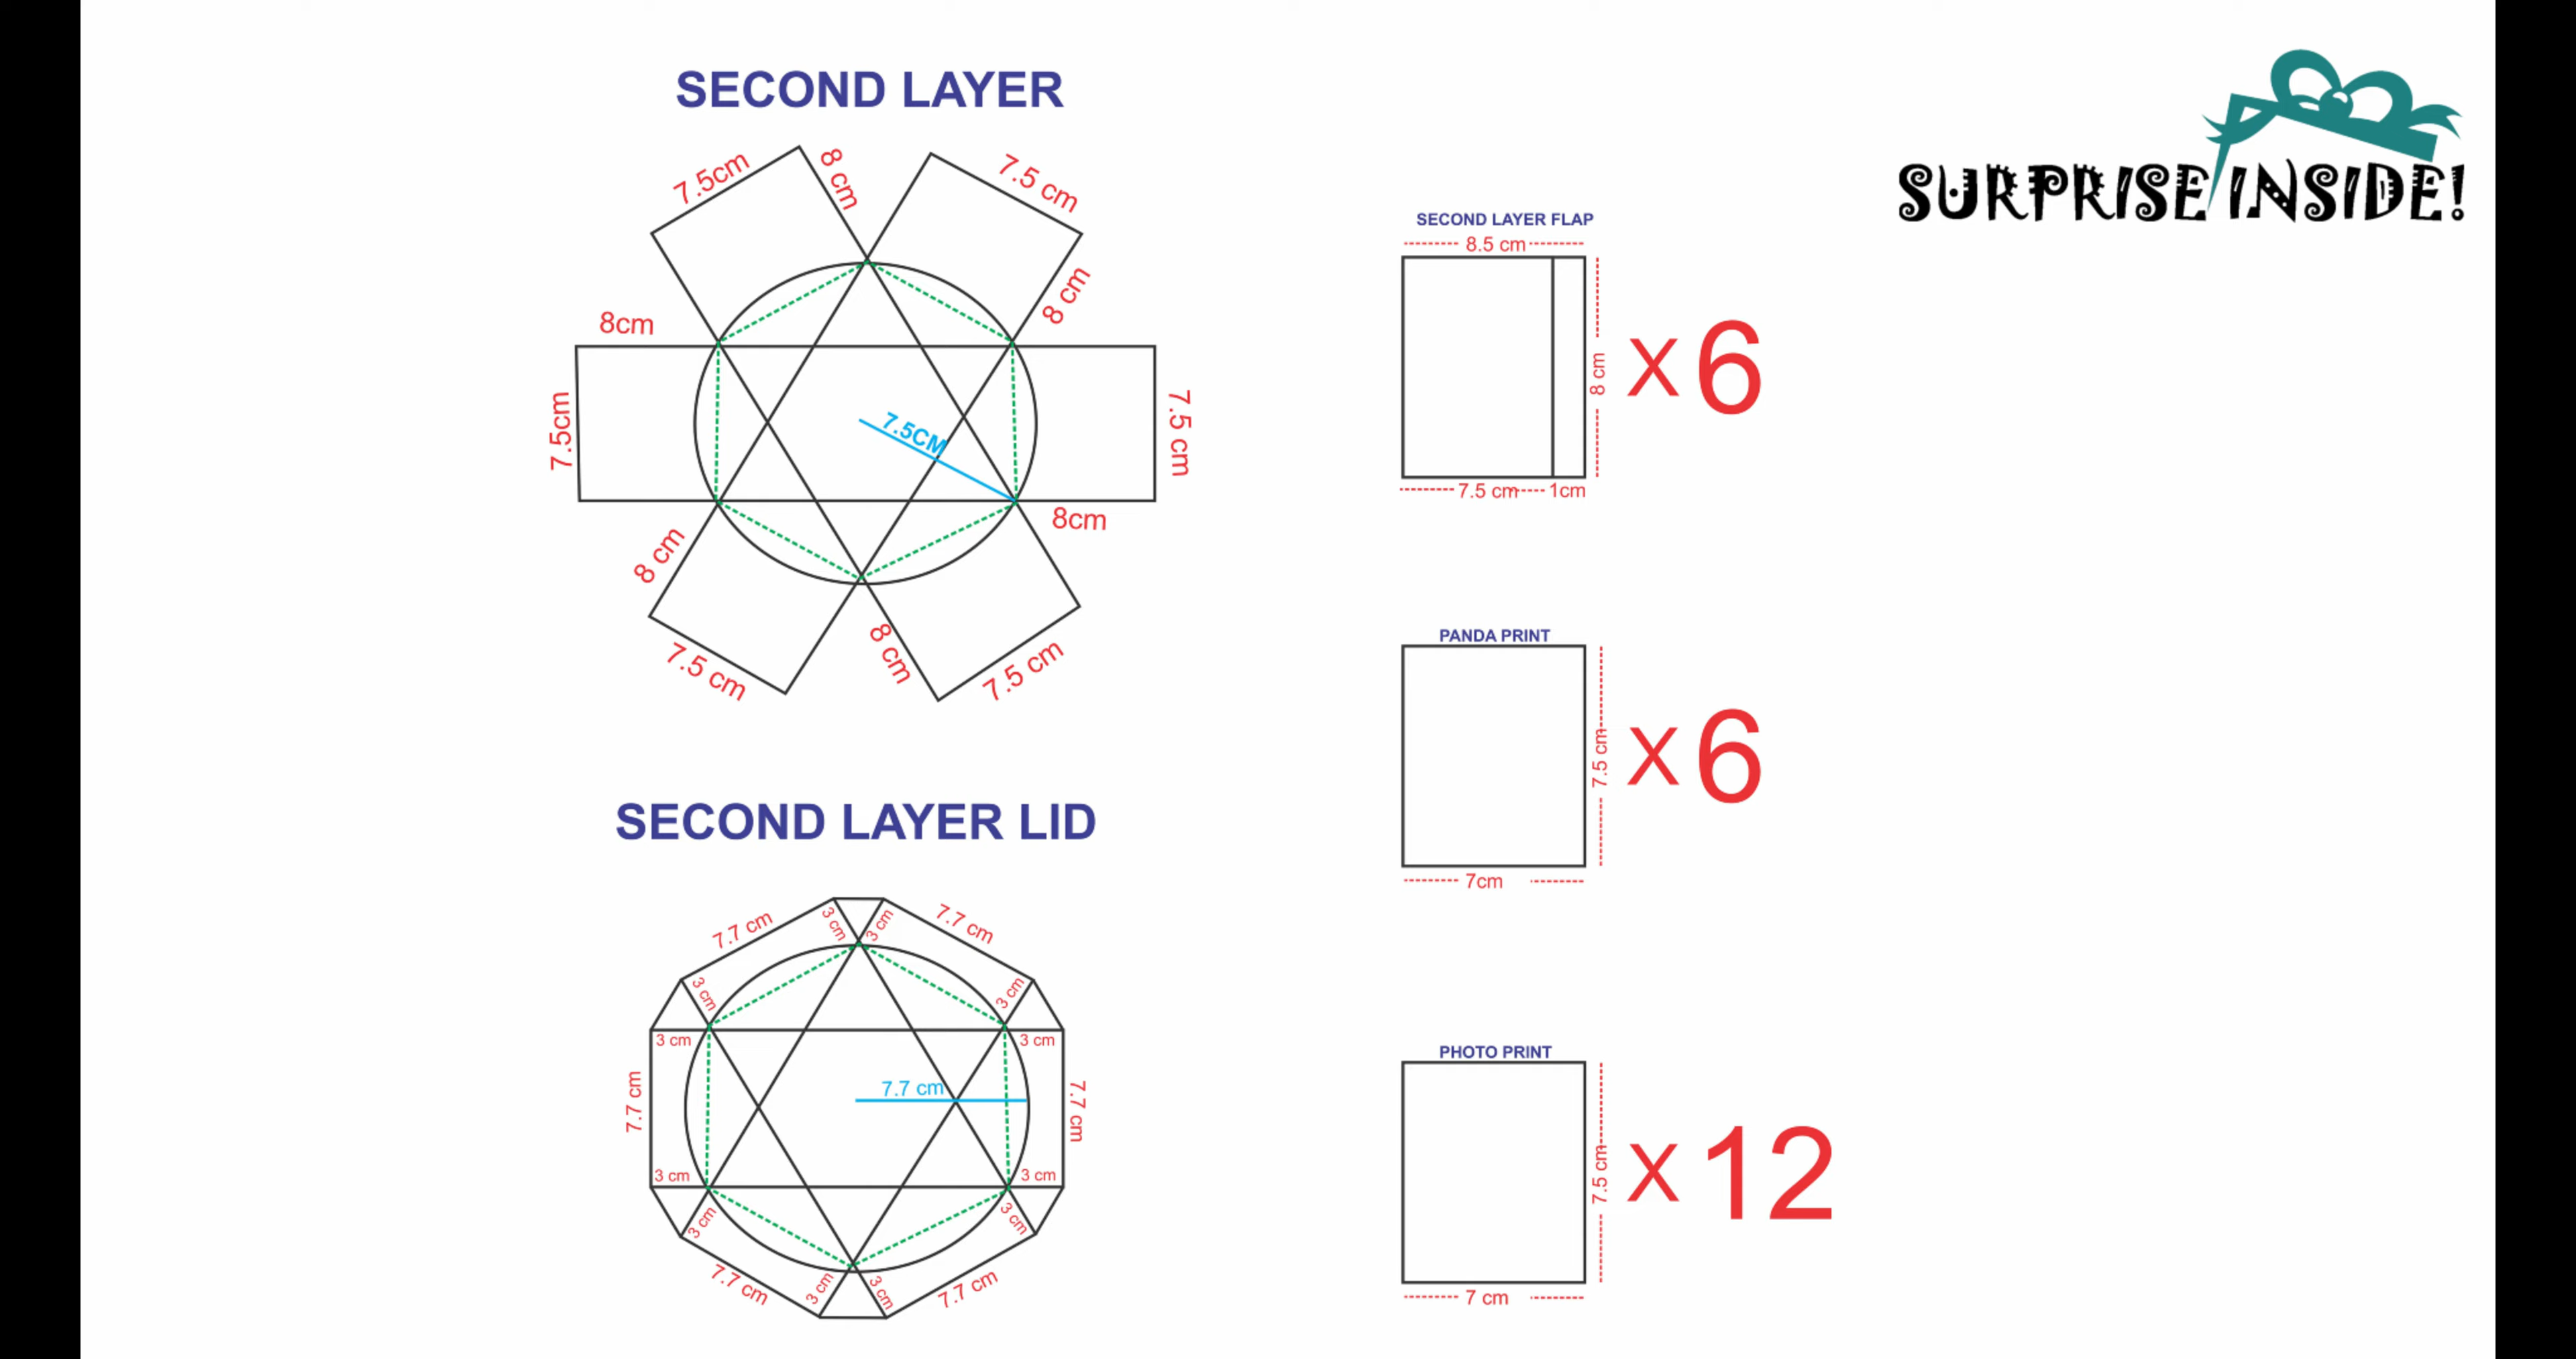 SECOND LAYER
7.5cm
8 cm
7.5 cm
8 cm
8cm
7.5cm
7.5CM
7.5 cm
8cm
8 cm
7.5 cm
8 cm
7.5 cm
SECOND LAYER LID
7.7 cm
3 cm
3 cm
7.7 cm
3 cm
3 cm
3 cm
3 cm
7.7 cm
7.7 cm
7.7 cm
3 cm
3 cm
3 cm
3 cm
7.7 cm
3 cm
3 cm
7.7 cm
SURPRISE INSIDE!
SECOND LAYER FLAP
8.5 cm
8 cm
x 6
7.5 cm
1cm
PANDA PRINT
7.5 cm
x 6
7cm
PHOTO PRINT
7.5 cm
x 12
7 cm